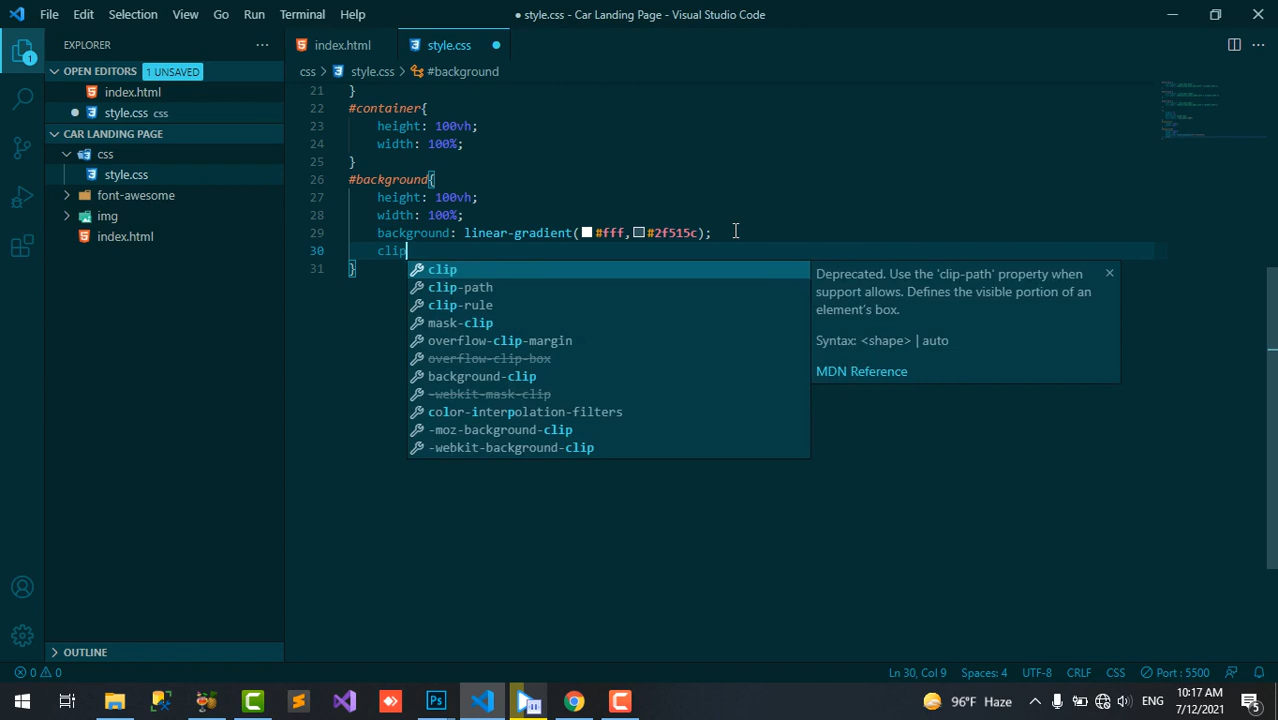 File Edit Selection View Go Run Terminal Help
● style.css - Car Landing Page - Visual Studio Code
EXPLORER
OPEN EDITORS 1 UNSAVED
index.html
style.css css
CAR LANDING PAGE
css
style.css
font-awesome
img
index.html
OUTLINE
index.html style.css
css > style.css > #background
21 }
22 #container{
23 height: 100vh;
24 width: 100%;
25 }
26 #background{
27 height: 100vh;
28 width: 100%;
29 background: linear-gradient(#fff,#2f515c);
30 clip
31 }
clip
clip-path
clip-rule
mask-clip
overflow-clip-margin
overflow-clip-box
background-clip
-webkit-mask-clip
color-interpolation-filters
-moz-background-clip
-webkit-background-clip
Deprecated. Use the 'clip-path' property when
support allows. Defines the visible portion of an
element's box.
Syntax: <shape> | auto
MDN Reference
0 0
Ln 30, Col 9 Spaces: 4 UTF-8 CRLF CSS Port : 5500
96°F Haze ENG
10:17 AM
7/12/2021
5
1
Ps